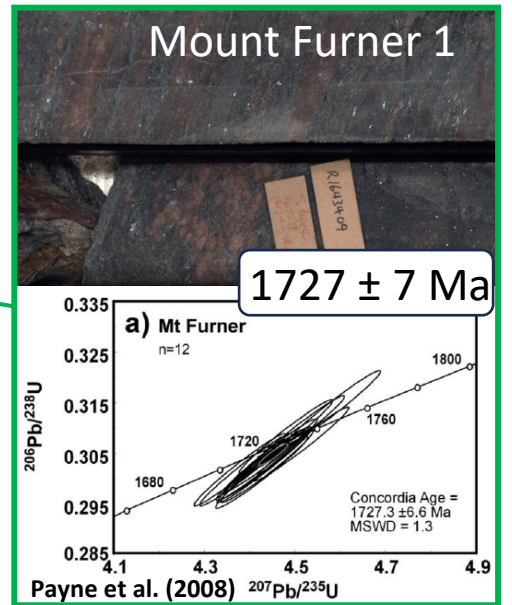 Mount Furner 1
R1643409
1727 ± 7 Ma
a) Mt Furner
n=12
0.335
0.325
0.315
0.305
0.295
0.285
206Pb/238U
1800
1760
1720
1680
Concordia Age =
1727.3 ±6.6 Ma
MSWD = 1.3
4.1
4.3
4.5
4.7
4.9
Payne et al. (2008)
207Pb/235U